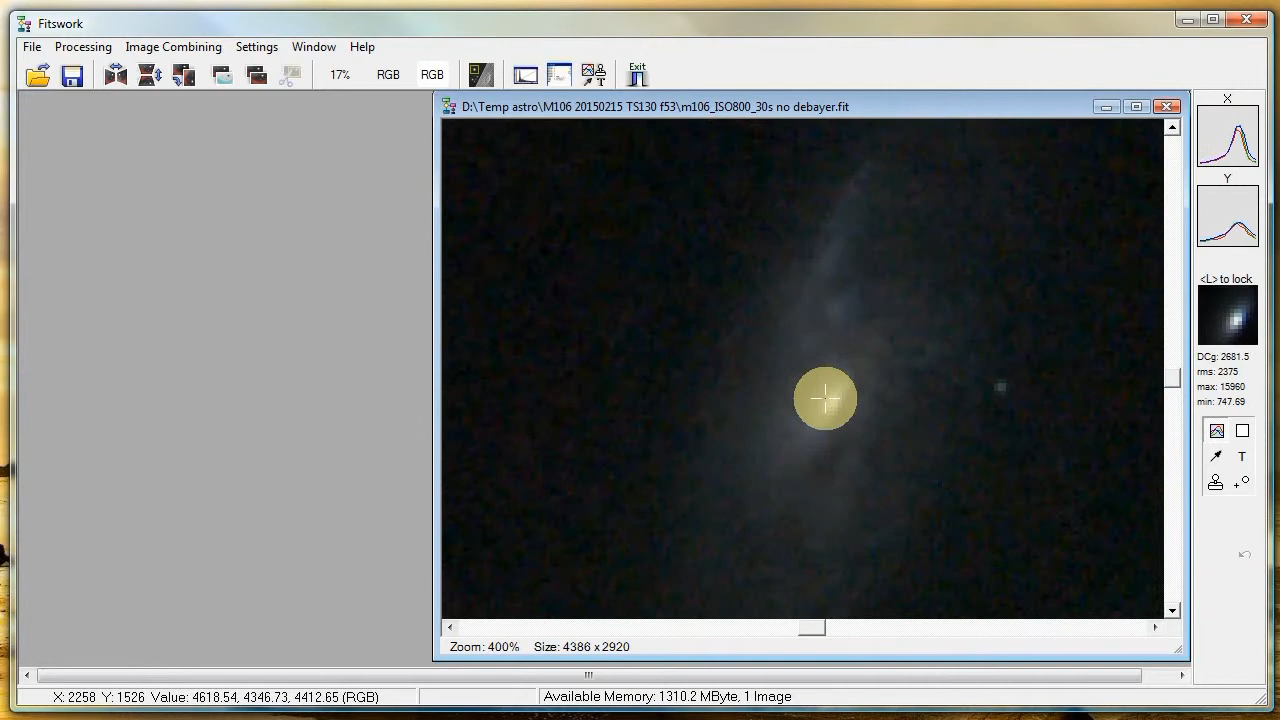 Fitswork
File Processing Image Combining Settings Window Help
17% RGB RGB Exit
D:\Temp astro\M106 20150215 TS130 f53\m106_ISO800_30s no debayer.fit
X
Y
<L> to lock
DCg: 2681.5
rms: 2375
max: 15960
min: 747.69
T
Zoom: 400% Size: 4386 x 2920
X: 2258 Y: 1526 Value: 4618.54, 4346.73, 4412.65 (RGB) Available Memory: 1310.2 MByte, 1 Image